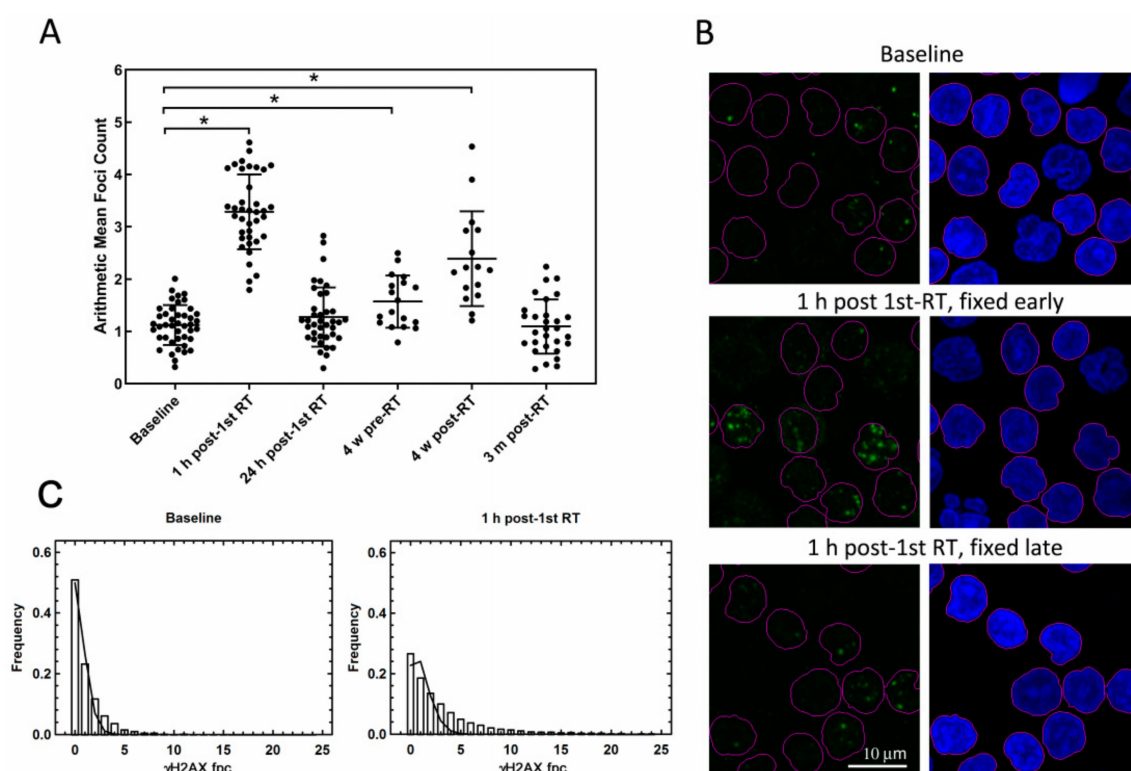 A
6
5
4
3
2
1
0
Arithmetic Mean Foci Count
*
*
*
Baseline
1 h post-1st RT
24 h post-1st RT
4 w pre-RT
4 w post-RT
3 m post-RT
B
Baseline
1 h post 1st-RT, fixed early
1 h post-1st RT, fixed late
10 μm
C
Baseline
0.6
0.4
0.2
0.0
Frequency
0 5 10 15 20 25
γH2AX fpc
1 h post-1st RT
0.6
0.4
0.2
0.0
Frequency
0 5 10 15 20 25
γH2AX fpc